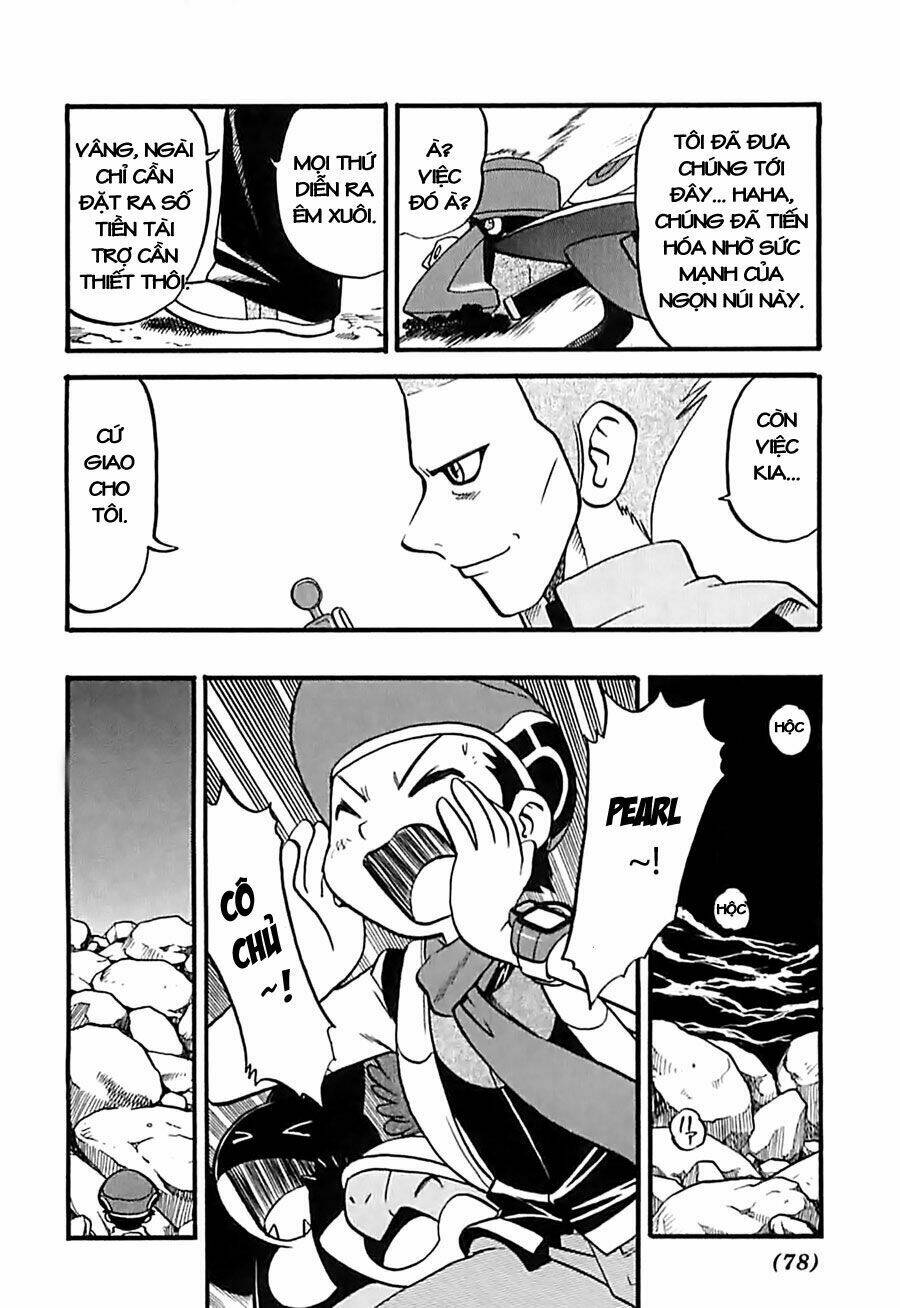 TÔI ĐÃ ĐƯA
CHÚNG TỚI
ĐÂY... HAHA,
CHÚNG ĐÃ TIẾN
HÓA NHỜ SỨC
MẠNH CỦA
NGỌN NÚI NÀY.
À?
VIỆC
ĐÓ À?
MỌI THỨ
DIỄN RA
ÊM XUÔI.
VÂNG, NGÀI
CHỈ CẦN
ĐẶT RA SỐ
TIỀN TÀI
TRỢ CẦN
THIẾT THÔI.
CÒN
VIỆC
KIA...
CỨ
GIAO
CHO
TÔI.
HỘC
HỘC
PEARL
~!
CÔ
CHỦ
~!
(78)